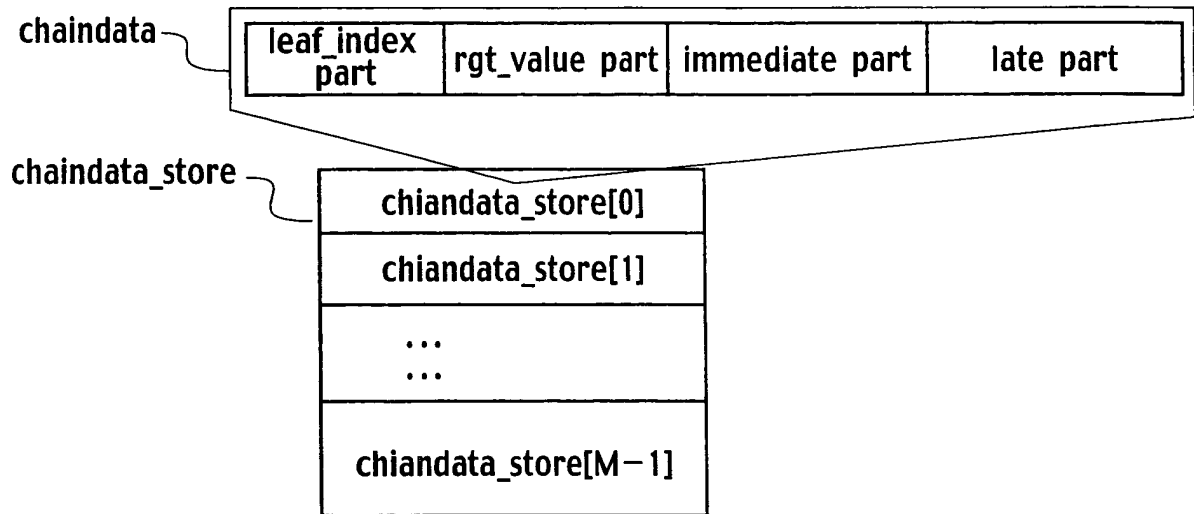 chaindata
leaf_index
part
rgt_value part
immediate part
late part
chaindata_store
chiandata_store[0]
chiandata_store[1]
...
...
chiandata_store[M−1]